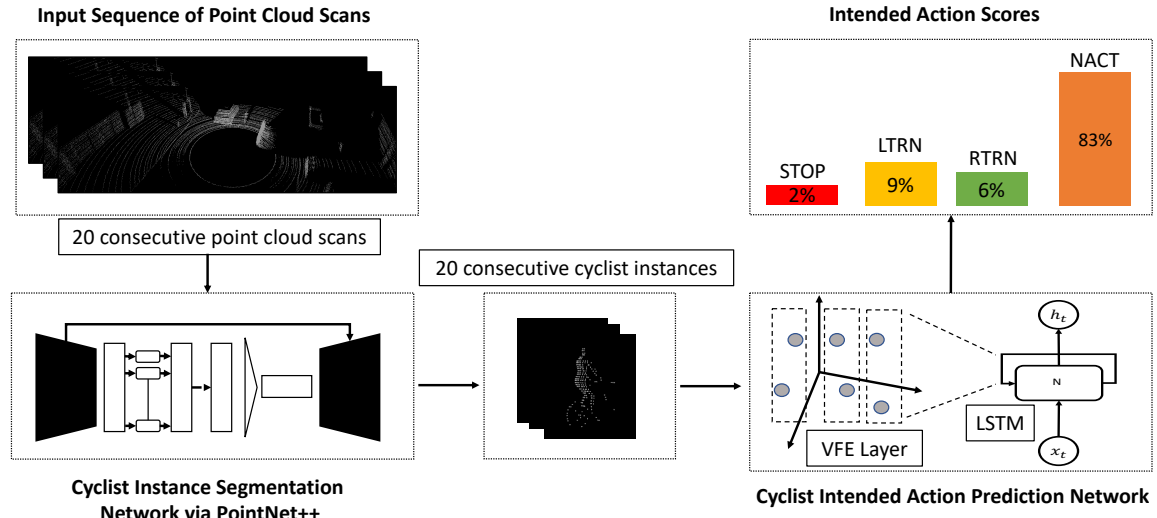 Input Sequence of Point Cloud Scans
Intended Action Scores
NACT
83%
LTRN
9%
RTRN
6%
STOP
2%
20 consecutive point cloud scans
20 consecutive cyclist instances
h_t
N
LSTM
x_t
VFE Layer
Cyclist Instance Segmentation
Network via PointNet++
Cyclist Intended Action Prediction Network